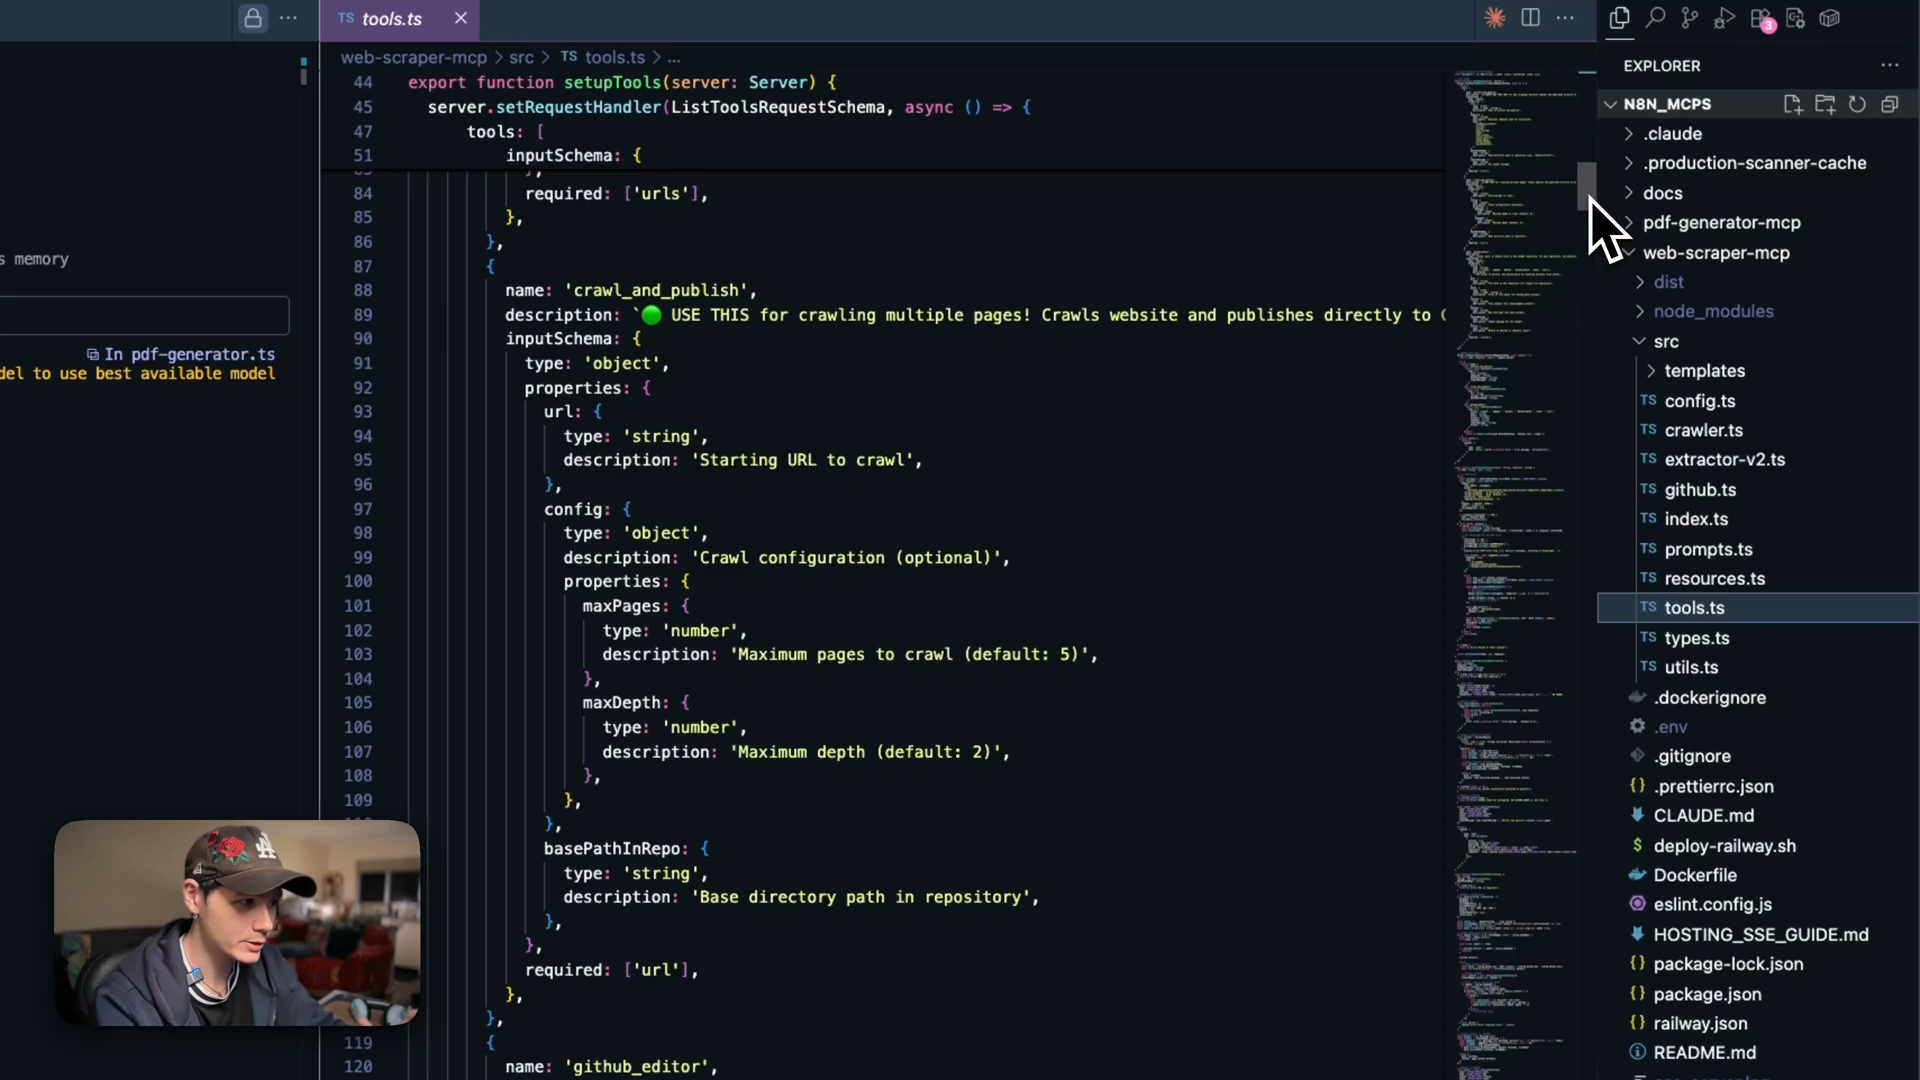 TS tools.ts
web-scraper-mcp > src > TS tools.ts > ...
44 export function setupTools(server: Server) {
45 server.setRequestHandler(ListToolsRequestSchema, async () => {
47 tools: [
51 inputSchema: {
},
84 required: ['urls'],
85 },
86 },
87 {
88 name: 'crawl_and_publish',
89 description: `🟢 USE THIS for crawling multiple pages! Crawls website and publishes directly to
90 inputSchema: {
91 type: 'object',
92 properties: {
93 url: {
94 type: 'string',
95 description: 'Starting URL to crawl',
96 },
97 config: {
98 type: 'object',
99 description: 'Crawl configuration (optional)',
100 properties: {
101 maxPages: {
102 type: 'number',
103 description: 'Maximum pages to crawl (default: 5)',
104 },
105 maxDepth: {
106 type: 'number',
107 description: 'Maximum depth (default: 2)',
108 },
109 },
},
basePathInRepo: {
type: 'string',
description: 'Base directory path in repository',
},
},
required: ['url'],
},
},
119 {
120 name: 'github_editor',
s memory
In pdf-generator.ts
del to use best available model
3
EXPLORER
N8N_MCPS
.claude
.production-scanner-cache
docs
pdf-generator-mcp
web-scraper-mcp
dist
node_modules
src
templates
TS config.ts
TS crawler.ts
TS extractor-v2.ts
TS github.ts
TS index.ts
TS prompts.ts
TS resources.ts
TS tools.ts
TS types.ts
TS utils.ts
.dockerignore
.env
.gitignore
{} .prettierrc.json
CLAUDE.md
$ deploy-railway.sh
Dockerfile
eslint.config.js
HOSTING_SSE_GUIDE.md
{} package-lock.json
{} package.json
{} railway.json
README.md